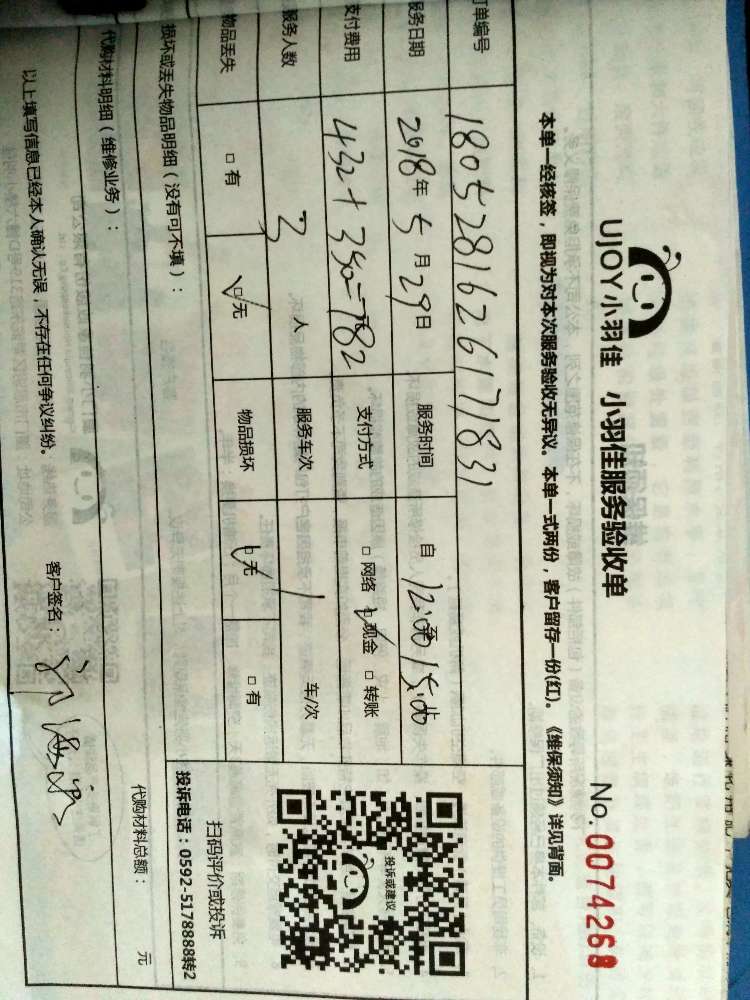 UJOY小羽佳 小羽佳服务验收单
No. 0074268
本单一经核签,即视为对本次服务验收无异议。本单一式两份,客户留存一份(红)。《维保须知》详见背面。
订单编号 1805281626171831
服务日期 2018年5月29日 服务时间 自 12:00 至 15:00
支付费用 432+350=782 支付方式 □ 网络 ☑ 现金 □ 转账
服务人数 3 人 服务车次 1 车/次
物品丢失 □ 有 ☑ 无 物品损坏 ☑ 无 □ 有
投诉或建议
扫码评价或投诉
投诉电话:0592-5178888转2
损坏或丢失物品明细(没有可不填):
代购材料明细(维修业务): 代购材料总额: 元
以上填写信息已经本人确认无误,不存在任何争议纠纷。 客户签名: